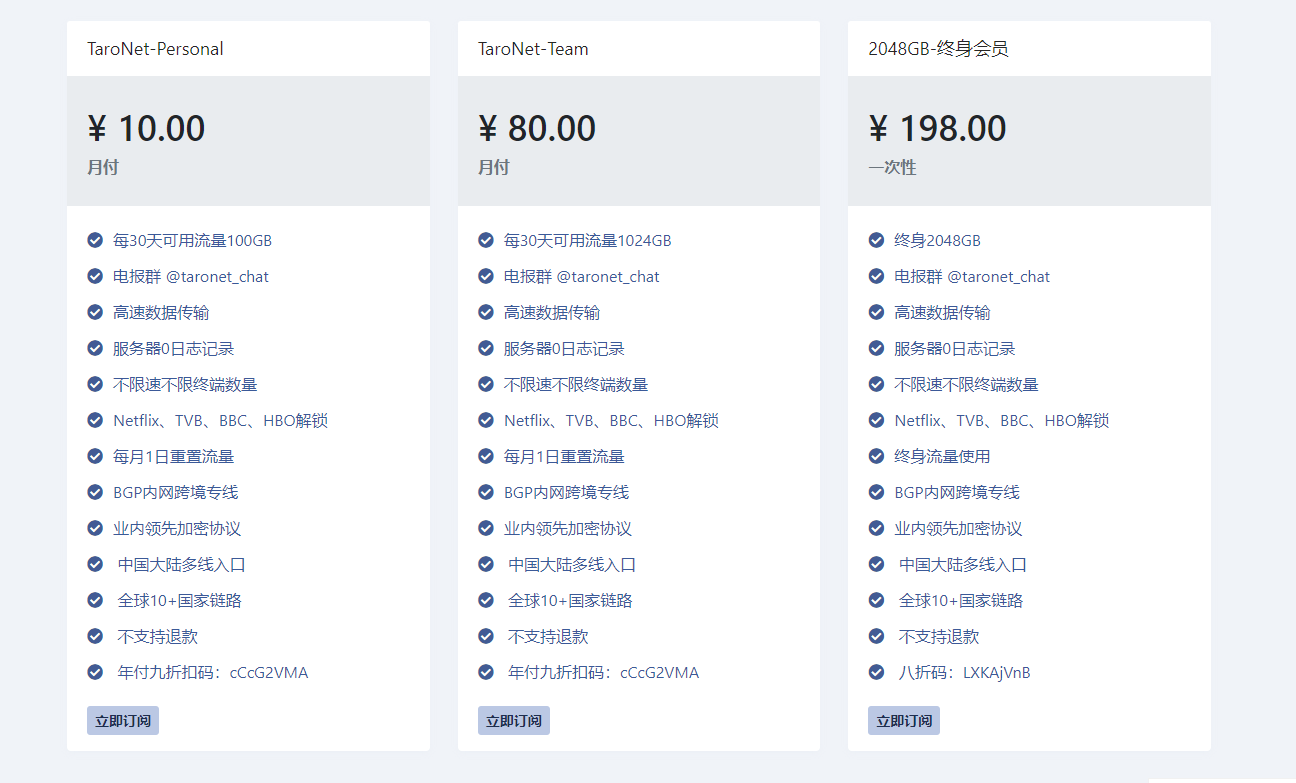 TaroNet-Personal
¥ 10.00
月付
每30天可用流量100GB
电报群 @taronet_chat
高速数据传输
服务器0日志记录
不限速不限终端数量
Netflix、TVB、BBC、HBO解锁
每月1日重置流量
BGP内网跨境专线
业内领先加密协议
中国大陆多线入口
全球10+国家链路
不支持退款
年付九折扣码：cCcG2VMA
立即订阅
TaroNet-Team
¥ 80.00
月付
每30天可用流量1024GB
电报群 @taronet_chat
高速数据传输
服务器0日志记录
不限速不限终端数量
Netflix、TVB、BBC、HBO解锁
每月1日重置流量
BGP内网跨境专线
业内领先加密协议
中国大陆多线入口
全球10+国家链路
不支持退款
年付九折扣码：cCcG2VMA
立即订阅
2048GB-终身会员
¥ 198.00
一次性
终身2048GB
电报群 @taronet_chat
高速数据传输
服务器0日志记录
不限速不限终端数量
Netflix、TVB、BBC、HBO解锁
终身流量使用
BGP内网跨境专线
业内领先加密协议
中国大陆多线入口
全球10+国家链路
不支持退款
八折码：LXKAjVnB
立即订阅